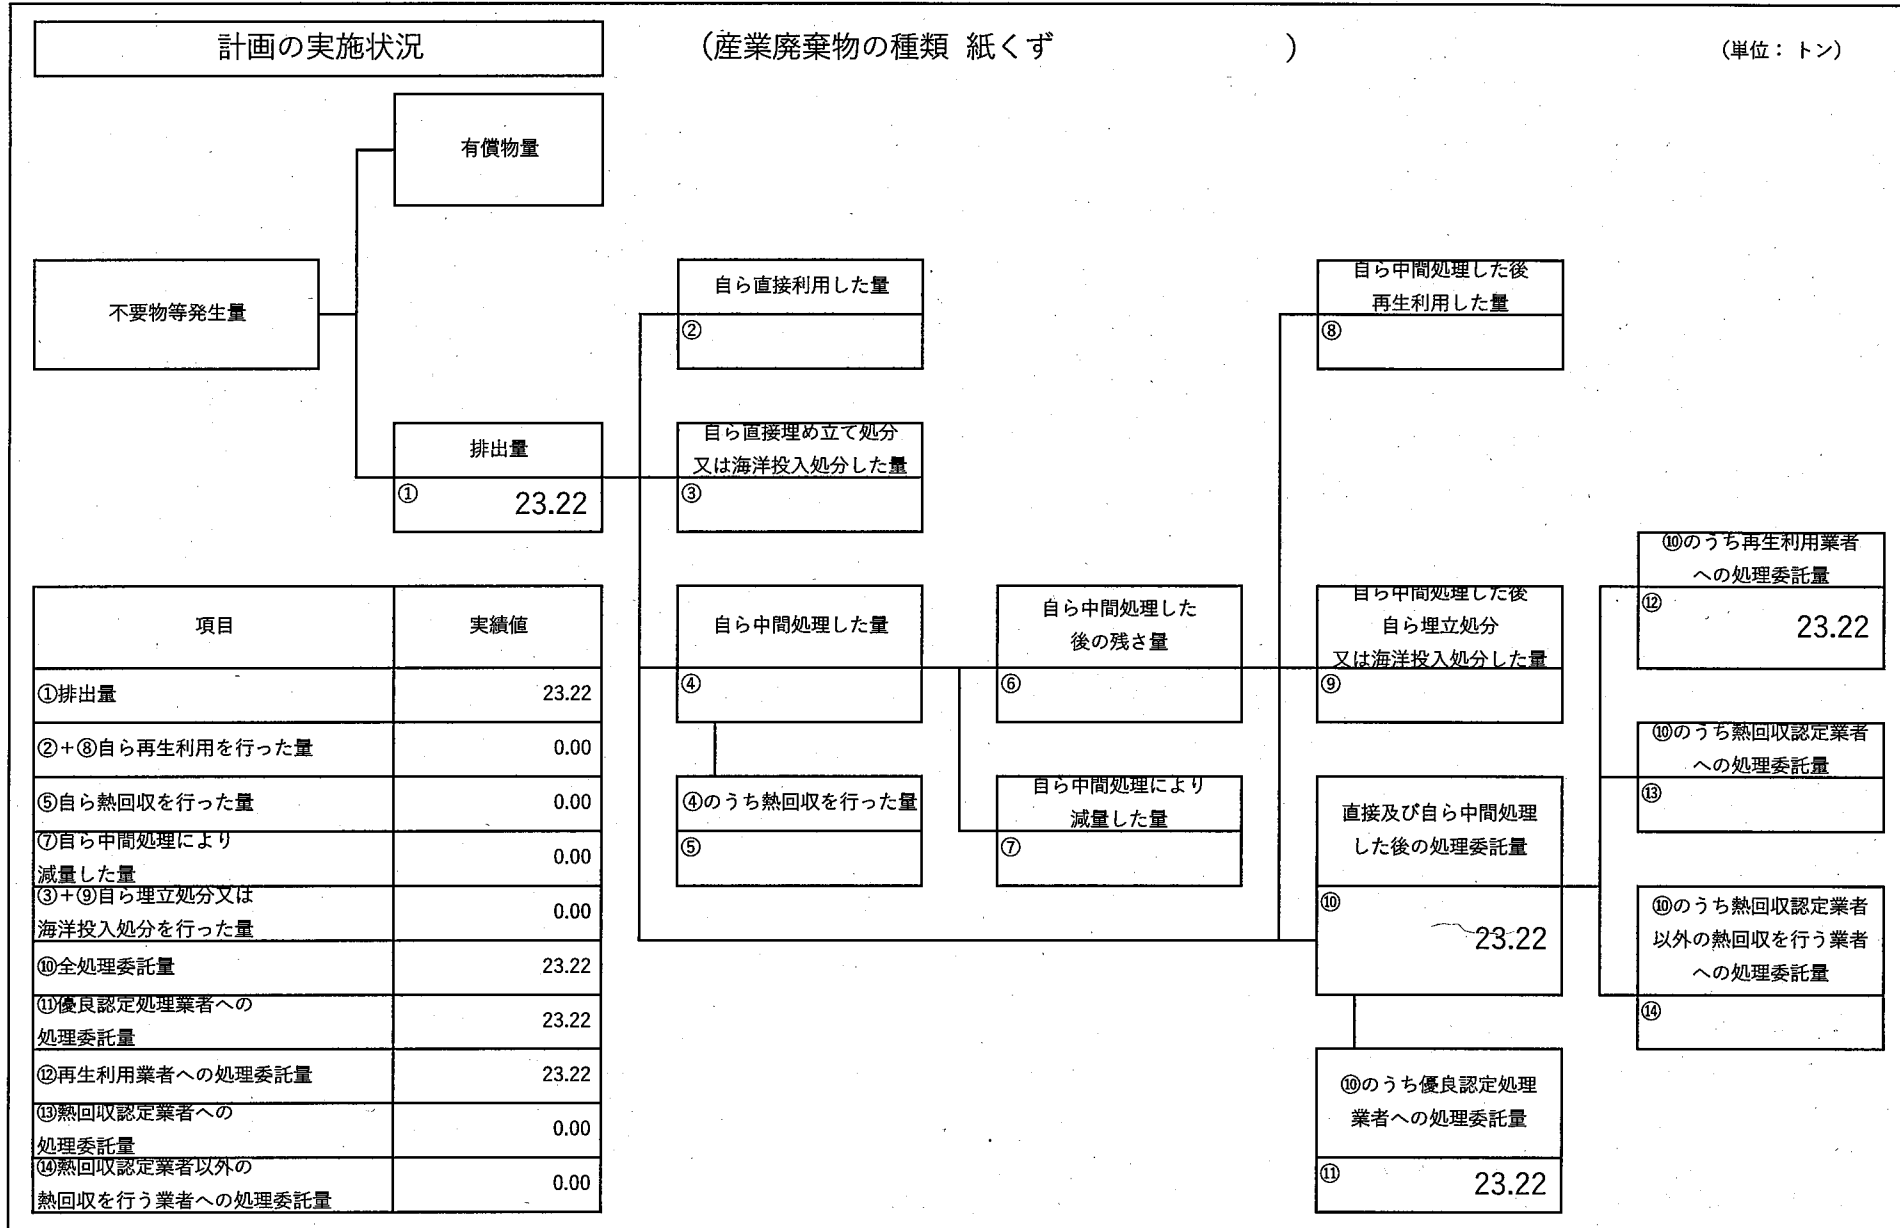 計画の実施状況
(産業廃棄物の種類 紙くず )
(単位：トン)
有償物量
不要物等発生量
自ら直接利用した量
②
自ら中間処理した後
再生利用した量
⑧
排出量
① 23.22
自ら直接埋め立て処分
又は海洋投入処分した量
③
項目 実績値
①排出量 23.22
②+⑧自ら再生利用を行った量 0.00
⑤自ら熱回収を行った量 0.00
⑦自ら中間処理により
減量した量 0.00
③+⑨自ら埋立処分又は
海洋投入処分を行った量 0.00
⑩全処理委託量 23.22
⑪優良認定処理業者への
処理委託量 23.22
⑫再生利用業者への処理委託量 23.22
⑬熱回収認定業者への
処理委託量 0.00
⑭熱回収認定業者以外の
熱回収を行う業者への処理委託量 0.00
自ら中間処理した量
④
④のうち熱回収を行った量
⑤
自ら中間処理した
後の残さ量
⑥
自ら中間処理により
減量した量
⑦
自ら中間処理した後
自ら埋立処分
又は海洋投入処分した量
⑨
直接及び自ら中間処理
した後の処理委託量
⑩
23.22
⑩のうち優良認定処理
業者への処理委託量
⑪ 23.22
⑩のうち再生利用業者
への処理委託量
⑫
23.22
⑩のうち熱回収認定業者
への処理委託量
⑬
⑩のうち熱回収認定業者
以外の熱回収を行う業者
への処理委託量
⑭